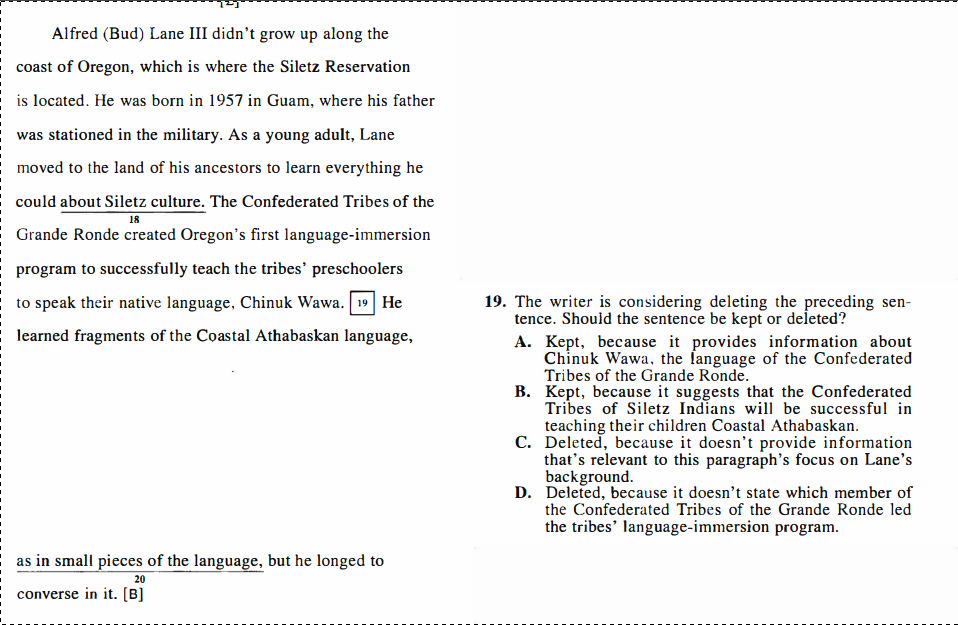 Alfred (Bud) Lane III didn't grow up along the
coast of Oregon, which is where the Siletz Reservation
is located. He was born in 1957 in Guam, where his father
was stationed in the military. As a young adult, Lane
moved to the land of his ancestors to learn everything he
could about Siletz culture. The Confederated Tribes of the
18
Grande Ronde created Oregon's first language-immersion
program to successfully teach the tribes' preschoolers
to speak their native language, Chinuk Wawa. 19 He
learned fragments of the Coastal Athabaskan language,
as in small pieces of the language, but he longed to
20
converse in it. [B]
19. The writer is considering deleting the preceding sen-
tence. Should the sentence be kept or deleted?
A. Kept, because it provides information about
Chinuk Wawa, the language of the Confederated
Tribes of the Grande Ronde.
B. Kept, because it suggests that the Confederated
Tribes of Siletz Indians will be successful in
teaching their children Coastal Athabaskan.
C. Deleted, because it doesn't provide information
that's relevant to this paragraph's focus on Lane's
background.
D. Deleted, because it doesn't state which member of
the Confederated Tribes of the Grande Ronde led
the tribes' language-immersion program.